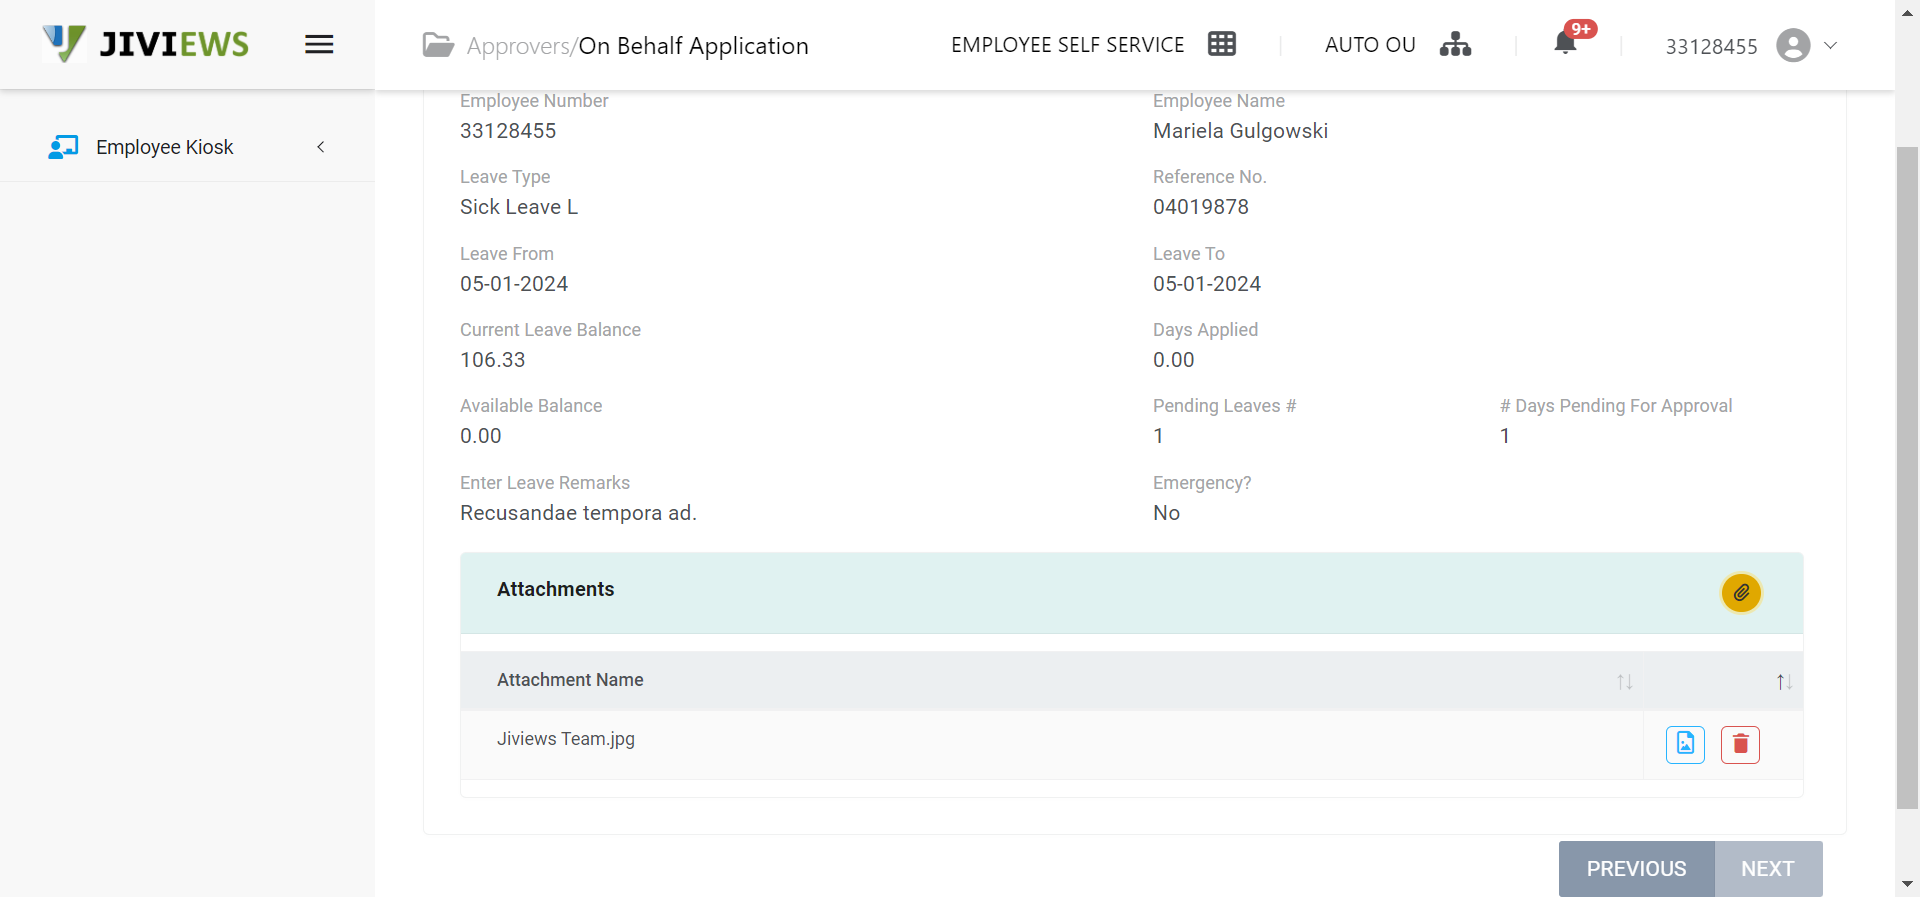 JIVIEWS
Approvers/On Behalf Application
EMPLOYEE SELF SERVICE
AUTO OU
9+
33128455
Employee Kiosk
Employee Number
Employee Name
33128455
Mariela Gulgowski
Leave Type
Reference No.
Sick Leave L
04019878
Leave From
Leave To
05-01-2024
05-01-2024
Current Leave Balance
Days Applied
106.33
0.00
Available Balance
Pending Leaves #
# Days Pending For Approval
0.00
1
1
Enter Leave Remarks
Emergency?
Recusandae tempora ad.
No
Attachments
Attachment Name
Jiviews Team.jpg
PREVIOUS
NEXT